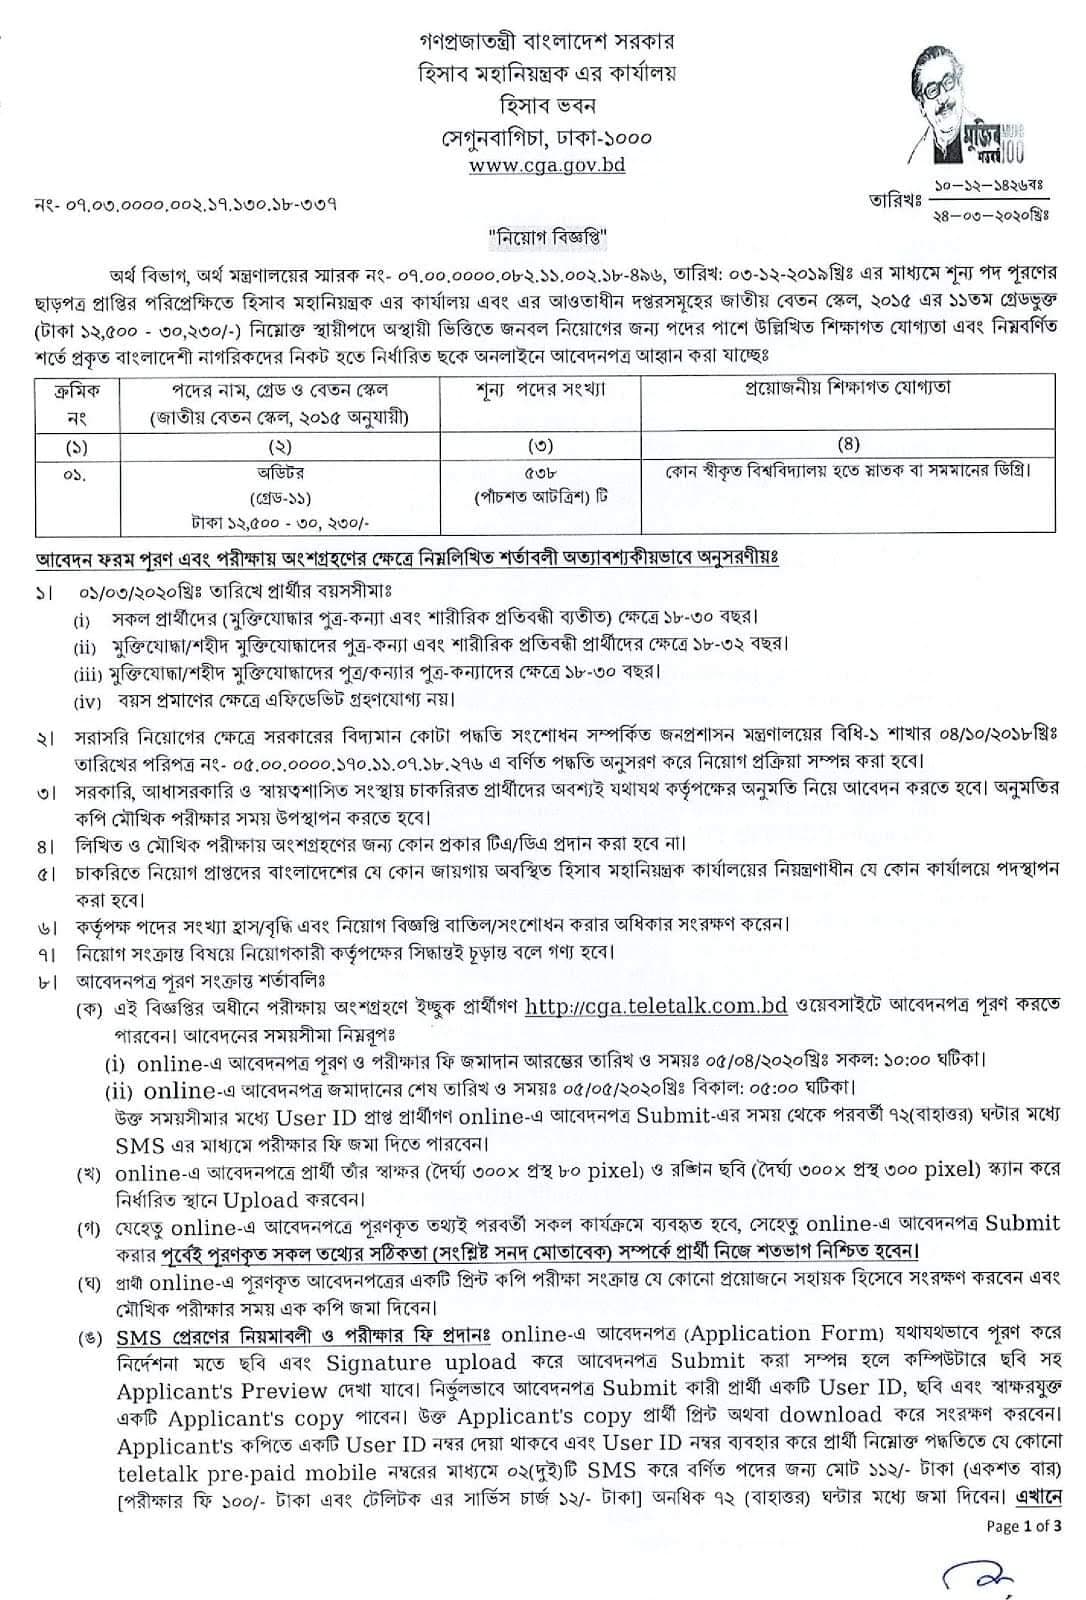 গণপ্রজাতন্ত্রী বাংলাদেশ সরকার
হিসাব মহানিয়ন্ত্রক এর কার্যালয়
হিসাব ভবন
সেগুনবাগিচা, ঢাকা-১০০০
www.cga.gov.bd
মুজিব শতবর্ষ MUJIB 100
নং- ০৭.০৩.০০০০.০০২.১৭.১৩০.১৮-৩৩৭
তারিখঃ ১০-১২-১৪২৬বঃ
২৪-০৩-২০২০খ্রিঃ
"নিয়োগ বিজ্ঞপ্তি"
অর্থ বিভাগ, অর্থ মন্ত্রণালয়ের স্মারক নং- ০৭.০০.০০০০.০৮২.১১.০০২.১৮-৪৯৬, তারিখ: ০৩-১২-২০১৯খ্রিঃ এর মাধ্যমে শূন্য পদ পূরণের
ছাড়পত্র প্রাপ্তির পরিপ্রেক্ষিতে হিসাব মহানিয়ন্ত্রক এর কার্যালয় এবং এর আওতাধীন দপ্তরসমূহের জাতীয় বেতন স্কেল, ২০১৫ এর ১১তম গ্রেডভুক্ত
(টাকা ১২,৫০০ - ৩০,২৩০/-) নিম্নোক্ত স্থায়ীপদে অস্থায়ী ভিত্তিতে জনবল নিয়োগের জন্য পদের পাশে উল্লিখিত শিক্ষাগত যোগ্যতা এবং নিম্নবর্ণিত
শর্তে প্রকৃত বাংলাদেশী নাগরিকদের নিকট হতে নির্ধারিত ছকে অনলাইনে আবেদনপত্র আহ্বান করা যাচ্ছেঃ
ক্রমিক নং
পদের নাম, গ্রেড ও বেতন স্কেল
(জাতীয় বেতন স্কেল, ২০১৫ অনুযায়ী)
শূন্য পদের সংখ্যা
প্রয়োজনীয় শিক্ষাগত যোগ্যতা
(১) (২) (৩) (৪)
০১. অডিটর ৫৩৮ কোন স্বীকৃত বিশ্ববিদ্যালয় হতে স্নাতক বা সমমানের ডিগ্রি।
(গ্রেড-১১) (পাঁচশত আটত্রিশ) টি
টাকা ১২,৫০০ - ৩০, ২৩০/-
আবেদন ফরম পূরণ এবং পরীক্ষায় অংশগ্রহণের ক্ষেত্রে নিম্নলিখিত শর্তাবলী অত্যাবশ্যকীয়ভাবে অনুসরণীয়ঃ
১। ০১/০৩/২০২০খ্রিঃ তারিখে প্রার্থীর বয়সসীমাঃ
(i) সকল প্রার্থীদের (মুক্তিযোদ্ধার পুত্র-কন্যা এবং শারীরিক প্রতিবন্ধী ব্যতীত) ক্ষেত্রে ১৮-৩০ বছর।
(ii) মুক্তিযোদ্ধা/শহীদ মুক্তিযোদ্ধাদের পুত্র-কন্যা এবং শারীরিক প্রতিবন্ধী প্রার্থীদের ক্ষেত্রে ১৮-৩২ বছর।
(iii) মুক্তিযোদ্ধা/শহীদ মুক্তিযোদ্ধাদের পুত্র/কন্যার পুত্র-কন্যাদের ক্ষেত্রে ১৮-৩০ বছর।
(iv) বয়স প্রমাণের ক্ষেত্রে এফিডেভিট গ্রহণযোগ্য নয়।
২। সরাসরি নিয়োগের ক্ষেত্রে সরকারের বিদ্যমান কোটা পদ্ধতি সংশোধন সম্পর্কিত জনপ্রশাসন মন্ত্রণালয়ের বিধি-১ শাখার ০৪/১০/২০১৮খ্রিঃ
তারিখের পরিপত্র নং- ০৫.০০.০০০০.১৭০.১১.০৭.১৮.২৭৬ এ বর্ণিত পদ্ধতি অনুসরণ করে নিয়োগ প্রক্রিয়া সম্পন্ন করা হবে।
৩। সরকারি, আধাসরকারি ও স্বায়ত্বশাসিত সংস্থায় চাকরিরত প্রার্থীদের অবশ্যই যথাযথ কর্তৃপক্ষের অনুমতি নিয়ে আবেদন করতে হবে। অনুমতির
কপি মৌখিক পরীক্ষার সময় উপস্থাপন করতে হবে।
৪। লিখিত ও মৌখিক পরীক্ষায় অংশগ্রহণের জন্য কোন প্রকার টিএ/ডিএ প্রদান করা হবে না।
৫। চাকরিতে নিয়োগ প্রাপ্তদের বাংলাদেশের যে কোন জায়গায় অবস্থিত হিসাব মহানিয়ন্ত্রক কার্যালয়ের নিয়ন্ত্রণাধীন যে কোন কার্যালয়ে পদস্থাপন
করা হবে।
৬। কর্তৃপক্ষ পদের সংখ্যা হ্রাস/বৃদ্ধি এবং নিয়োগ বিজ্ঞপ্তি বাতিল/সংশোধন করার অধিকার সংরক্ষণ করেন।
৭। নিয়োগ সংক্রান্ত বিষয়ে নিয়োগকারী কর্তৃপক্ষের সিদ্ধান্তই চূড়ান্ত বলে গণ্য হবে।
৮। আবেদনপত্র পূরণ সংক্রান্ত শর্তাবলিঃ
(ক) এই বিজ্ঞপ্তির অধীনে পরীক্ষায় অংশগ্রহণে ইচ্ছুক প্রার্থীগণ http://cga.teletalk.com.bd ওয়েবসাইটে আবেদনপত্র পূরণ করতে
পারবেন। আবেদনের সময়সীমা নিম্নরূপঃ
(i) online-এ আবেদনপত্র পূরণ ও পরীক্ষার ফি জমাদান আরম্ভের তারিখ ও সময়ঃ ০৫/০৪/২০২০খ্রিঃ সকল: ১০:০০ ঘটিকা।
(ii) online-এ আবেদনপত্র জমাদানের শেষ তারিখ ও সময়ঃ ০৫/০৫/২০২০খ্রিঃ বিকাল: ০৫:০০ ঘটিকা।
উক্ত সময়সীমার মধ্যে User ID প্রাপ্ত প্রার্থীগণ online-এ আবেদনপত্র Submit-এর সময় থেকে পরবর্তী ৭২(বাহাত্তর) ঘন্টার মধ্যে
SMS এর মাধ্যমে পরীক্ষার ফি জমা দিতে পারবেন।
(খ) online-এ আবেদনপত্রে প্রার্থী তাঁর স্বাক্ষর (দৈর্ঘ্য ৩০০× প্রস্থ ৮০ pixel) ও রঙ্গিন ছবি (দৈর্ঘ্য ৩০০× প্রস্থ ৩০০ pixel) স্ক্যান করে
নির্ধারিত স্থানে Upload করবেন।
(গ) যেহেতু online-এ আবেদনপত্রে পূরণকৃত তথ্যই পরবর্তী সকল কার্যক্রমে ব্যবহৃত হবে, সেহেতু online-এ আবেদনপত্র Submit
করার পূর্বেই পূরণকৃত সকল তথ্যের সঠিকতা (সংশ্লিষ্ট সনদ মোতাবেক) সম্পর্কে প্রার্থী নিজে শতভাগ নিশ্চিত হবেন।
(ঘ) প্রার্থী online-এ পূরণকৃত আবেদনপত্রের একটি প্রিন্ট কপি পরীক্ষা সংক্রান্ত যে কোনো প্রয়োজনে সহায়ক হিসেবে সংরক্ষণ করবেন এবং
মৌখিক পরীক্ষার সময় এক কপি জমা দিবেন।
(ঙ) SMS প্রেরণের নিয়মাবলী ও পরীক্ষার ফি প্রদানঃ online-এ আবেদনপত্র (Application Form) যথাযথভাবে পূরণ করে
নির্দেশনা মতে ছবি এবং Signature upload করে আবেদনপত্র Submit করা সম্পন্ন হলে কম্পিউটারে ছবি সহ
Applicant's Preview দেখা যাবে। নির্ভুলভাবে আবেদনপত্র Submit কারী প্রার্থী একটি User ID, ছবি এবং স্বাক্ষরযুক্ত
একটি Applicant's copy পাবেন। উক্ত Applicant's copy প্রার্থী প্রিন্ট অথবা download করে সংরক্ষণ করবেন।
Applicant's কপিতে একটি User ID নম্বর দেয়া থাকবে এবং User ID নম্বর ব্যবহার করে প্রার্থী নিম্নোক্ত পদ্ধতিতে যে কোনো
teletalk pre-paid mobile নম্বরের মাধ্যমে ০২(দুই)টি SMS করে বর্ণিত পদের জন্য মোট ১১২/- টাকা (একশত বার)
[পরীক্ষার ফি ১০০/- টাকা এবং টেলিটক এর সার্ভিস চার্জ ১২/- টাকা] অনধিক ৭২ (বাহাত্তর) ঘন্টার মধ্যে জমা দিবেন। এখানে
Page 1 of 3